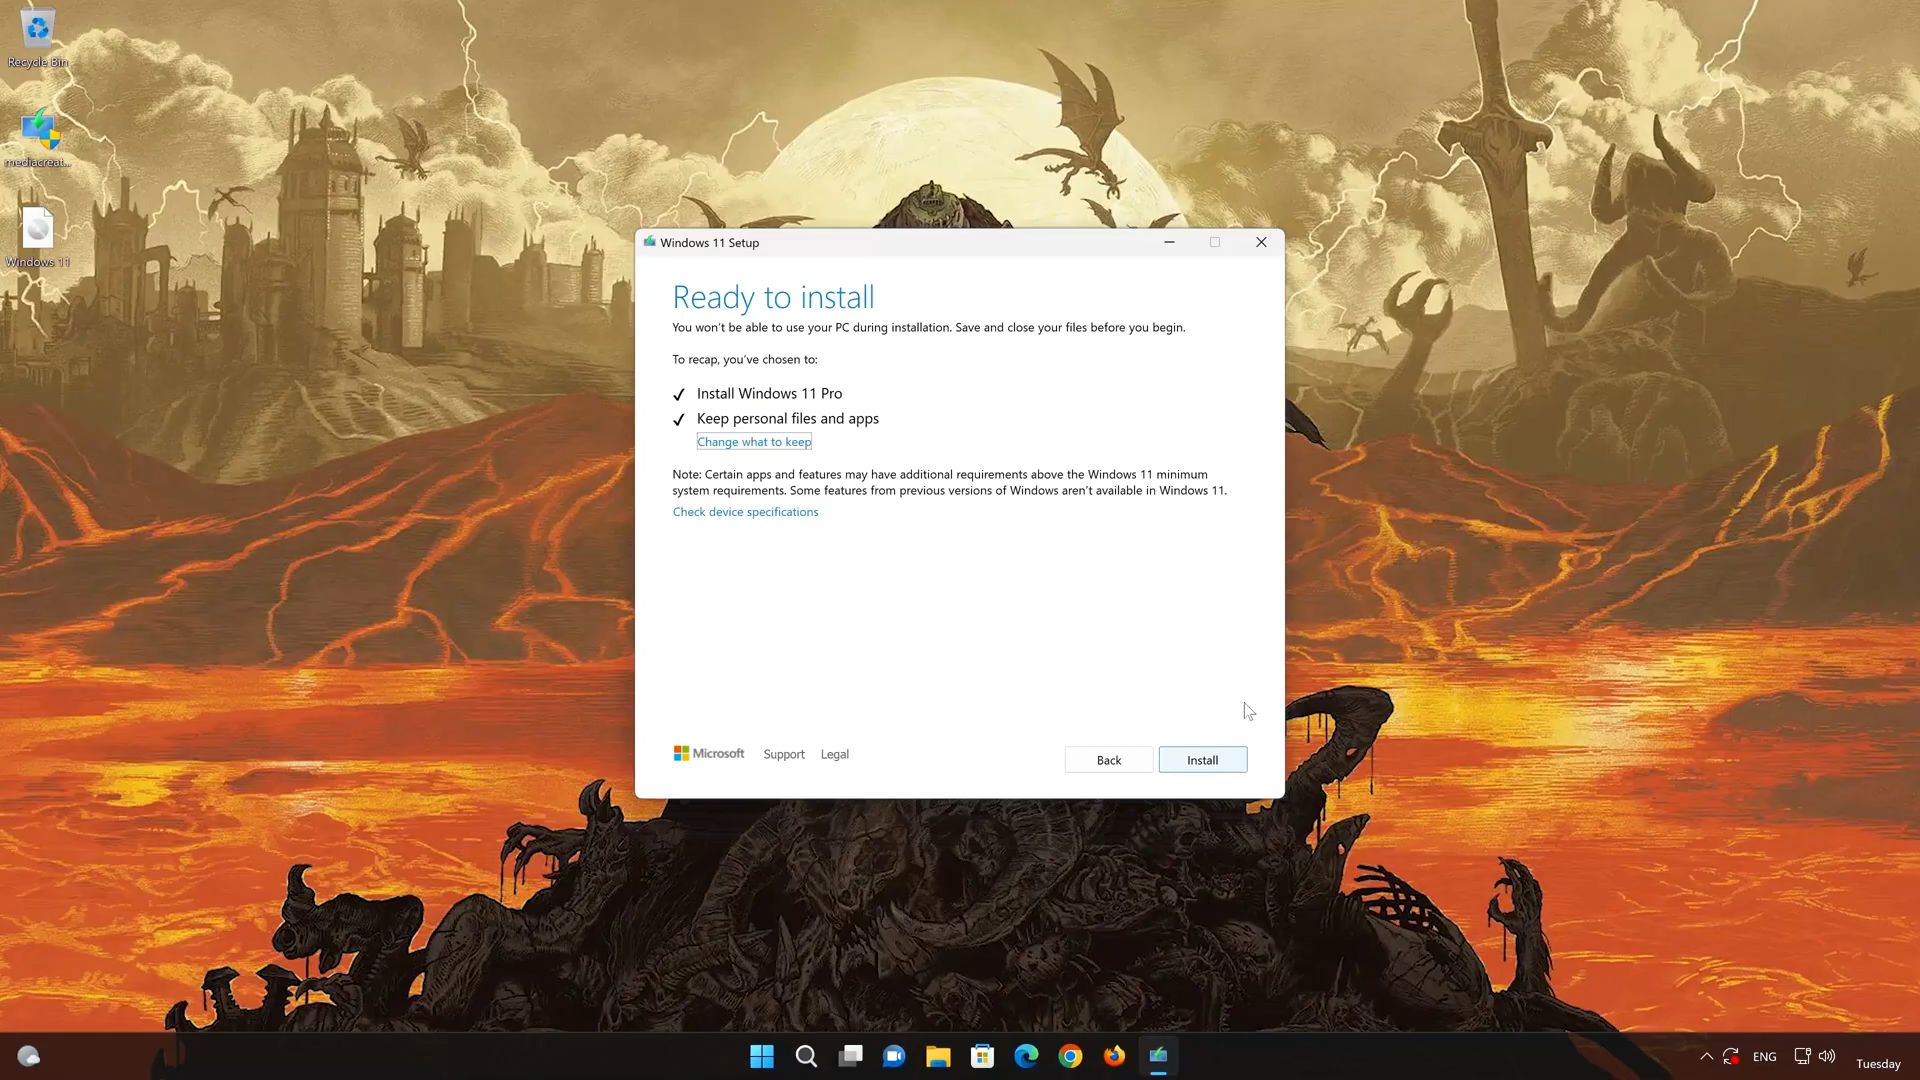 Recycle Bin
mediacreat...
Windows 11
Windows 11 Setup
Ready to install
You won't be able to use your PC during installation. Save and close your files before you begin.
To recap, you've chosen to:
Install Windows 11 Pro
Keep personal files and apps
Change what to keep
Note: Certain apps and features may have additional requirements above the Windows 11 minimum
system requirements. Some features from previous versions of Windows aren't available in Windows 11.
Check device specifications
Microsoft Support Legal
Back Install
ENG
Tuesday